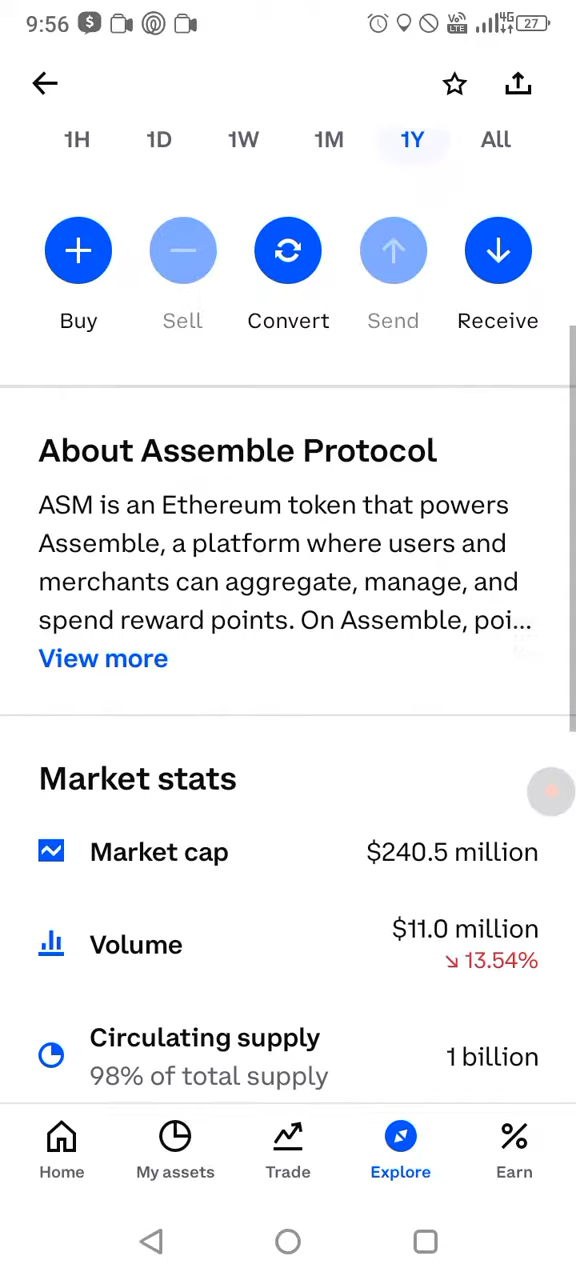 9:56 $ Vo) LTE 4G 27
1H 1D 1W 1M 1Y All
Buy Sell Convert Send Receive
About Assemble Protocol
ASM is an Ethereum token that powers
Assemble, a platform where users and
merchants can aggregate, manage, and
spend reward points. On Assemble, poi...
View more
Market stats
Market cap $240.5 million
Volume $11.0 million
↘ 13.54%
Circulating supply 1 billion
98% of total supply
Home My assets Trade Explore Earn